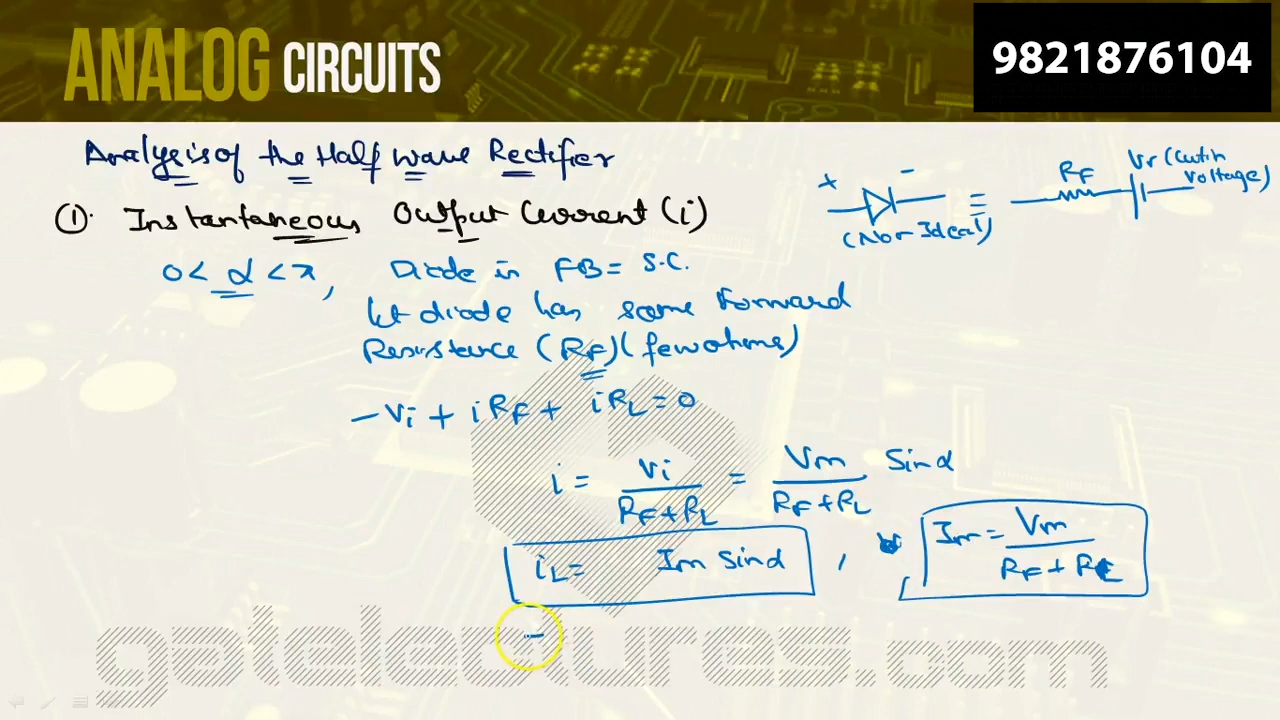 ANALOG CIRCUITS
9821876104
Analysis of the Half wave Rectifier
①. Instantaneous Output Current (i)
0 < α < π, Diode in FB = S.C.
let diode has some forward
Resistance (RF) (few ohms)
+ - ≡ RF Vr (cutin voltage)
(Non Ideal)
- Vi + i RF + i RL = 0
i = Vi / RF + RL = Vm / RF + RL Sin α
iL = Im Sin α , Im = Vm / RF + RL
gatelectures.com